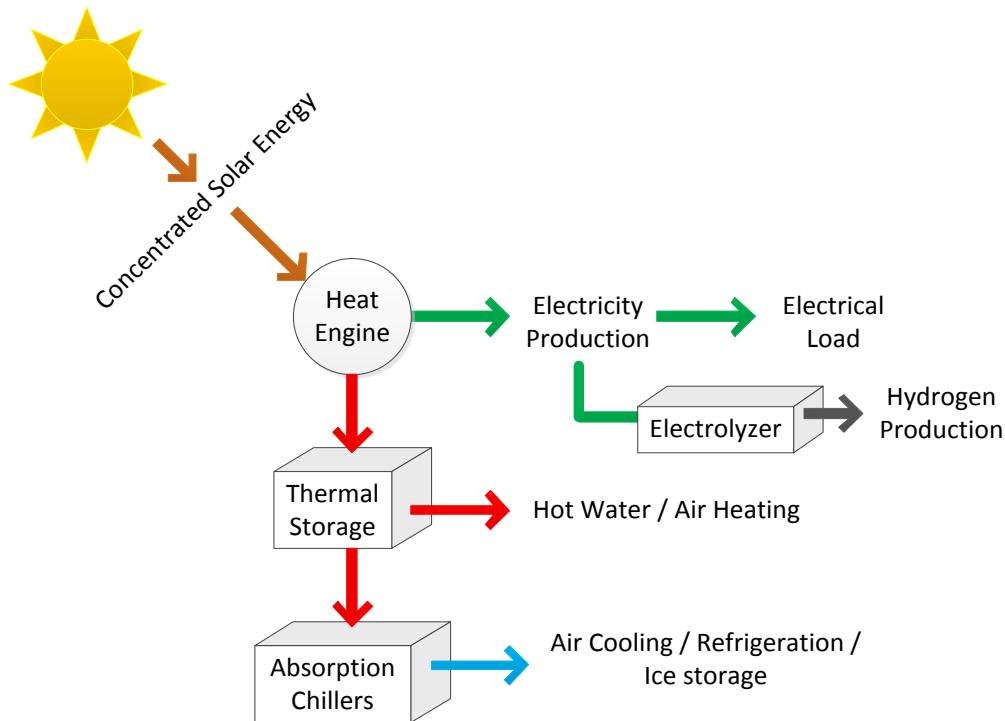 Concentrated Solar Energy
Heat
Engine
Electricity
Production
Electrical
Load
Electrolyzer
Hydrogen
Production
Thermal
Storage
Hot Water / Air Heating
Absorption
Chillers
Air Cooling / Refrigeration /
Ice storage